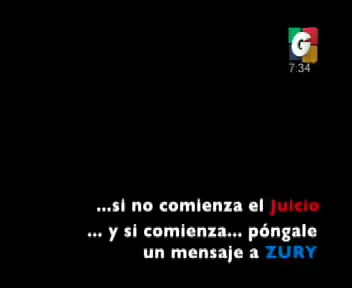 G
7:34
...si no comienza el Juicio
... y si comienza... póngale
un mensaje a ZURY